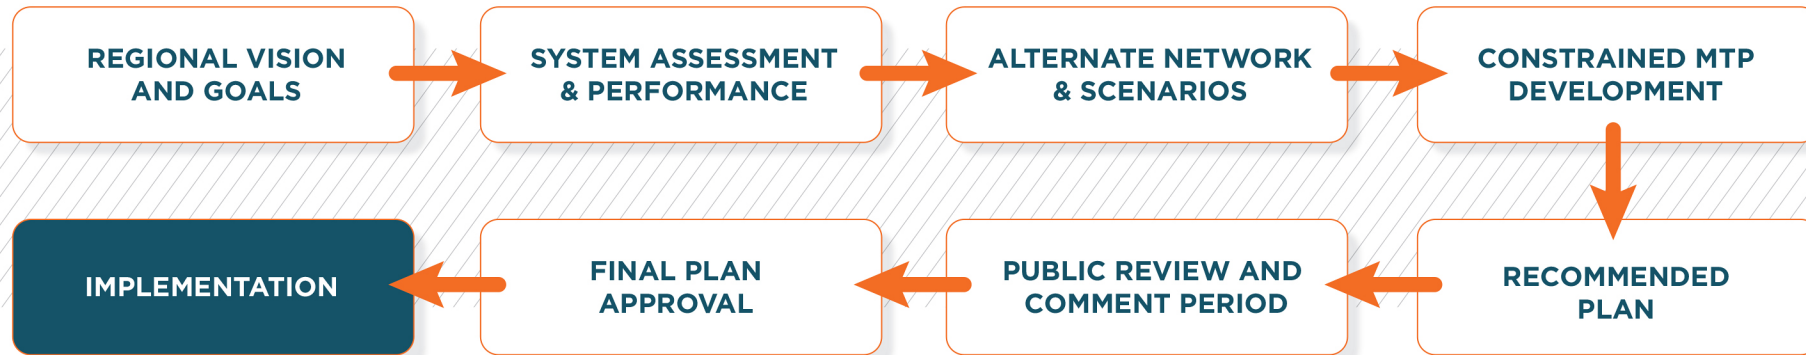 REGIONAL VISION
AND GOALS
SYSTEM ASSESSMENT
& PERFORMANCE
ALTERNATE NETWORK
& SCENARIOS
CONSTRAINED MTP
DEVELOPMENT
RECOMMENDED
PLAN
PUBLIC REVIEW AND
COMMENT PERIOD
FINAL PLAN
APPROVAL
IMPLEMENTATION